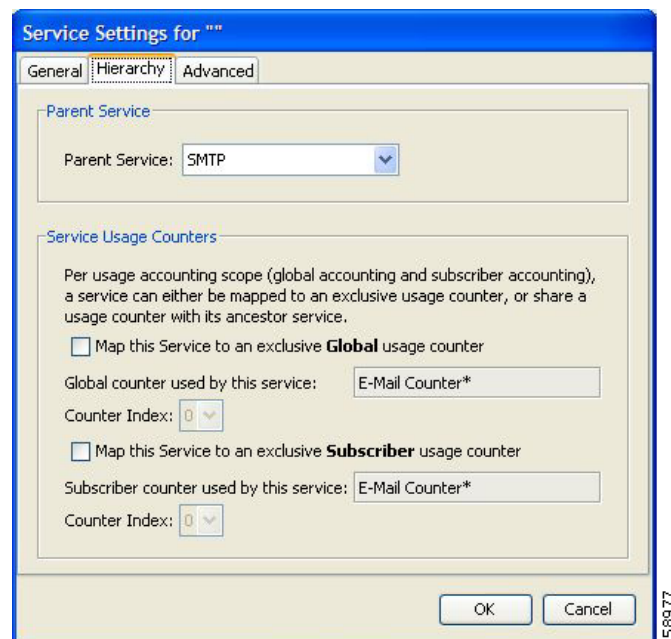 Service Settings for ""
General Hierarchy Advanced
Parent Service
Parent Service: SMTP
Service Usage Counters
Per usage accounting scope (global accounting and subscriber accounting),
a service can either be mapped to an exclusive usage counter, or share a
usage counter with its ancestor service.
Map this Service to an exclusive Global usage counter
Global counter used by this service: E-Mail Counter*
Counter Index: 0
Map this Service to an exclusive Subscriber usage counter
Subscriber counter used by this service: E-Mail Counter*
Counter Index: 0
OK Cancel